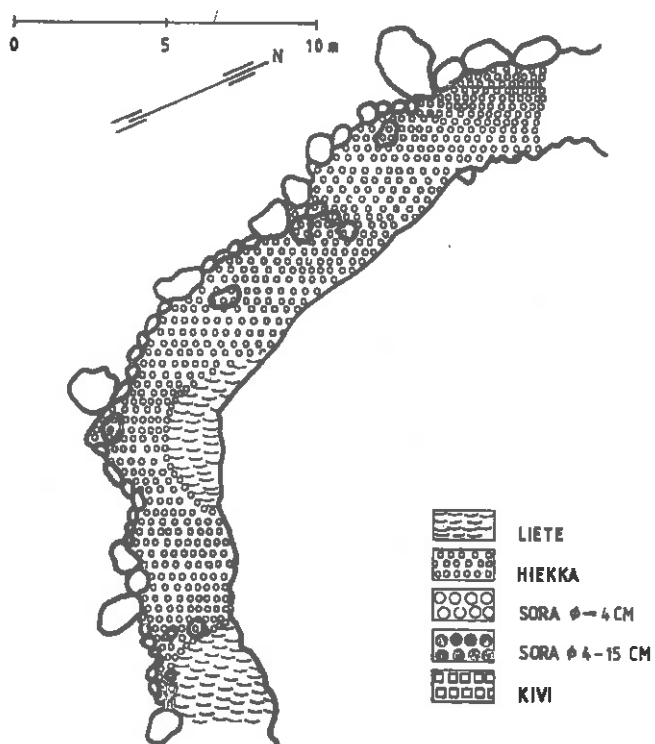 0 5 10 m
N
LIETE
HIEKKA
SORA ϕ – 4 CM
SORA ϕ 4-15 CM
KIVI